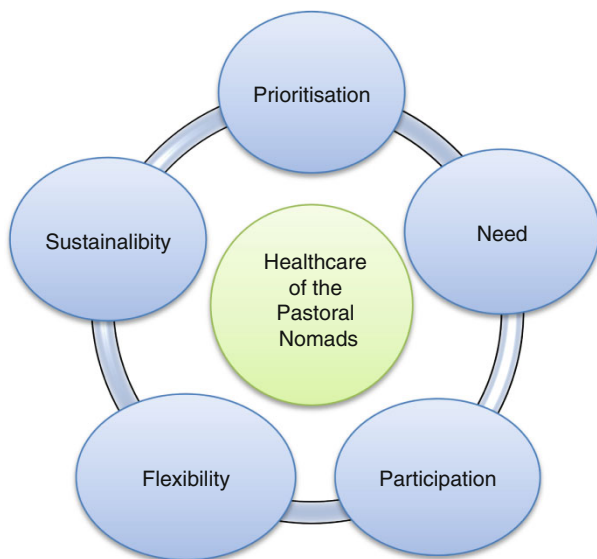 Prioritisation
Need
Participation
Flexibility
Sustainalibity
Healthcare
of the
Pastoral
Nomads